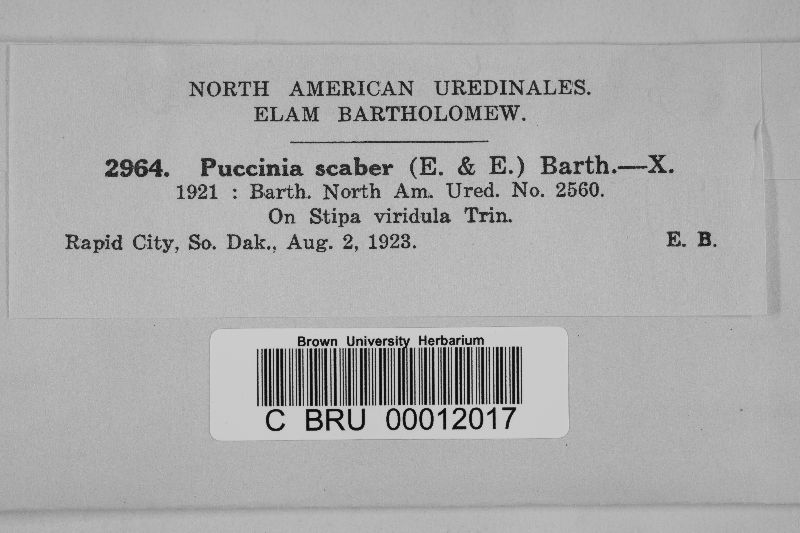 NORTH AMERICAN UREDINALES.
ELAM BARTHOLOMEW.
2964. Puccinia scaber (E. & E.) Barth.—X.
1921 : Barth. North Am. Ured. No. 2560.
On Stipa viridula Trin.
Rapid City, So. Dak., Aug. 2, 1923. E. B.
Brown University Herbarium
C BRU 00012017